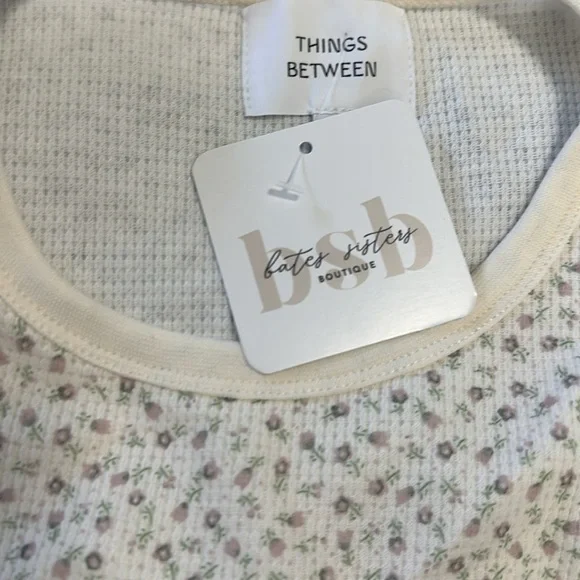 THINGS
BETWEEN
bsb
bates sisters
BOUTIQUE